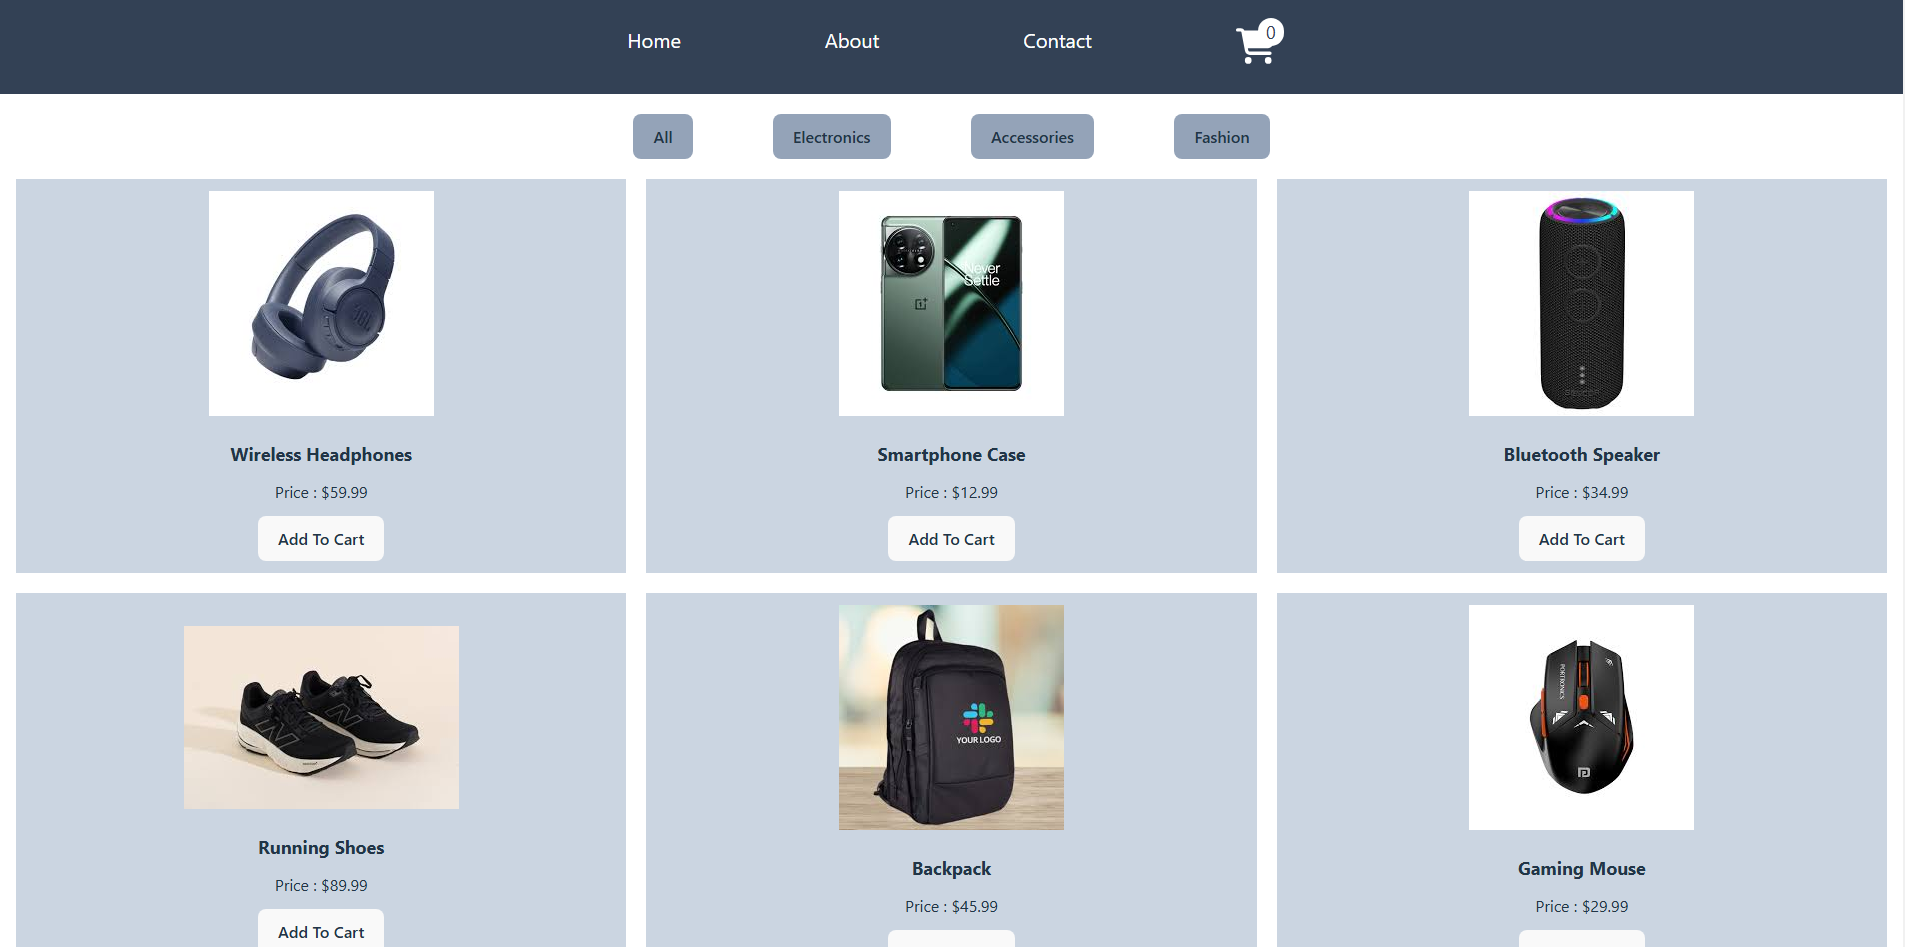 Home About Contact 0
All Electronics Accessories Fashion
JBL
Never
Settle
Wireless Headphones
Price : $59.99
Add To Cart
Smartphone Case
Price : $12.99
Add To Cart
Bluetooth Speaker
Price : $34.99
Add To Cart
YOUR LOGO
PORTRONICS
Running Shoes
Price : $89.99
Add To Cart
Backpack
Price : $45.99
Gaming Mouse
Price : $29.99